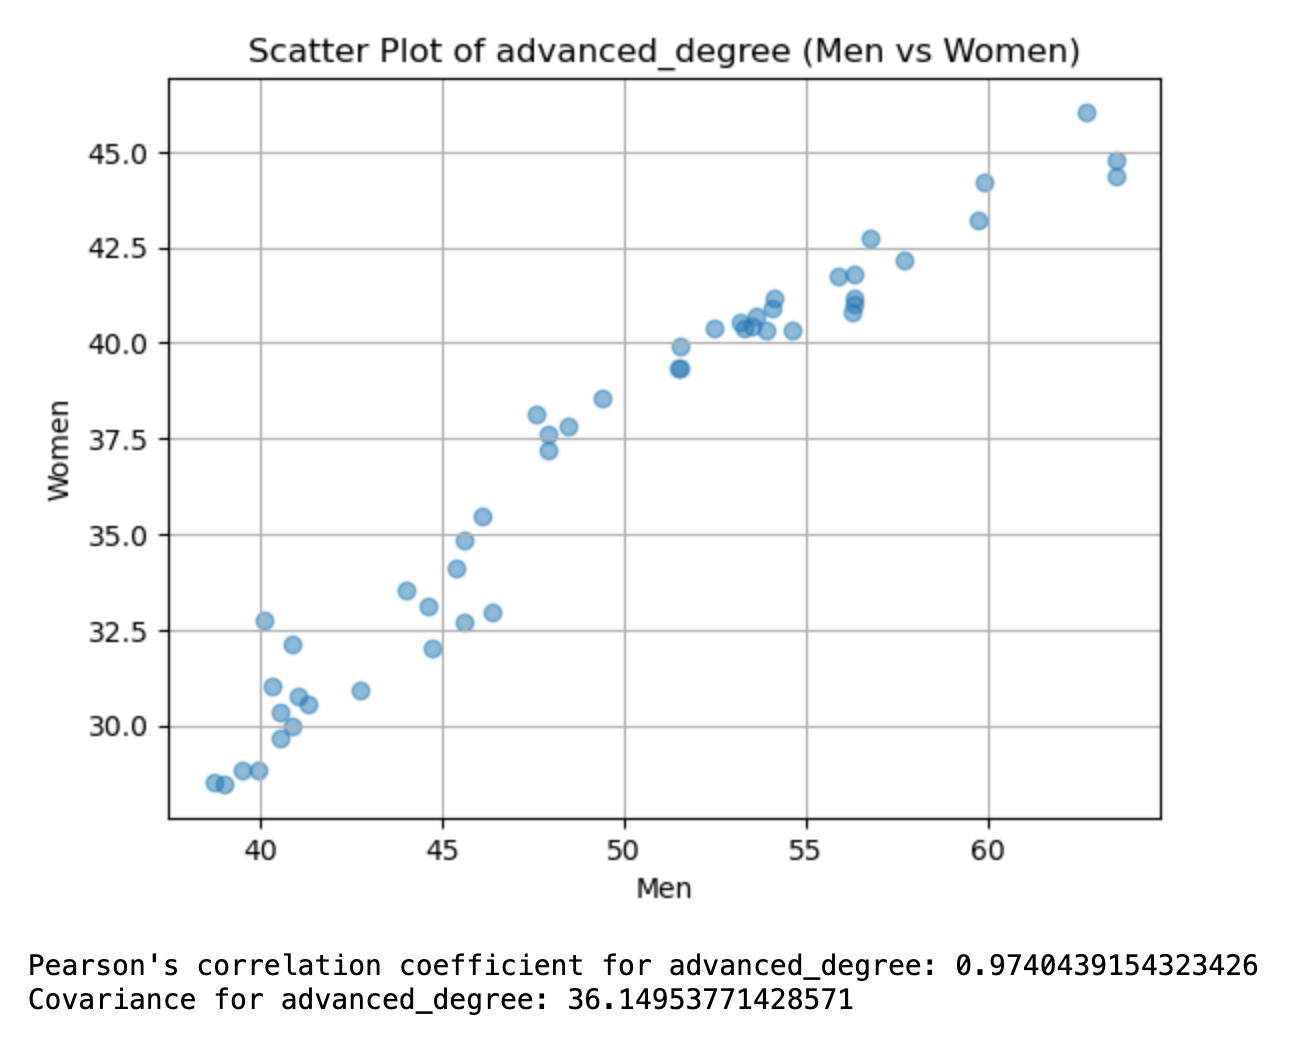 Scatter Plot of advanced_degree (Men vs Women)
45.0
42.5
40.0
37.5
35.0
32.5
30.0
Women
40 45 50 55 60
Men
Pearson's correlation coefficient for advanced_degree: 0.9740439154323426
Covariance for advanced_degree: 36.14953771428571